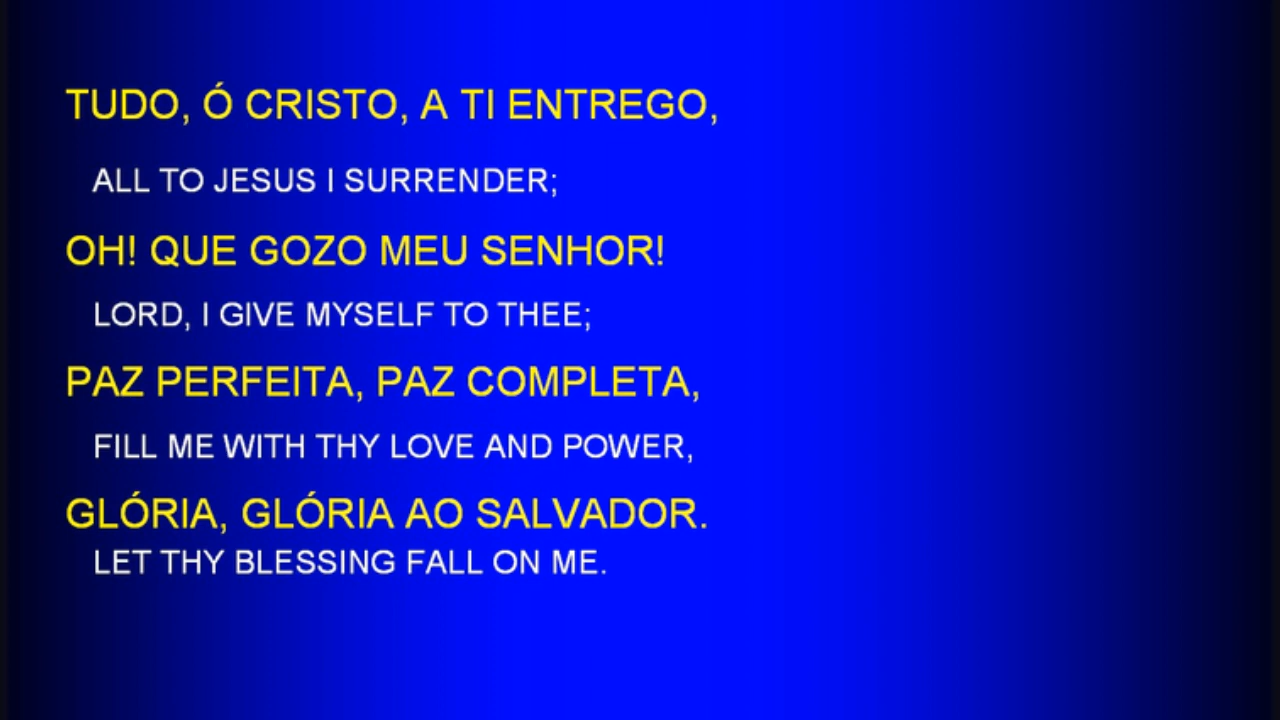 TUDO, Ó CRISTO, A TI ENTREGO,
ALL TO JESUS I SURRENDER;
OH! QUE GOZO MEU SENHOR!
LORD, I GIVE MYSELF TO THEE;
PAZ PERFEITA, PAZ COMPLETA,
FILL ME WITH THY LOVE AND POWER,
GLÓRIA, GLÓRIA AO SALVADOR.
LET THY BLESSING FALL ON ME.